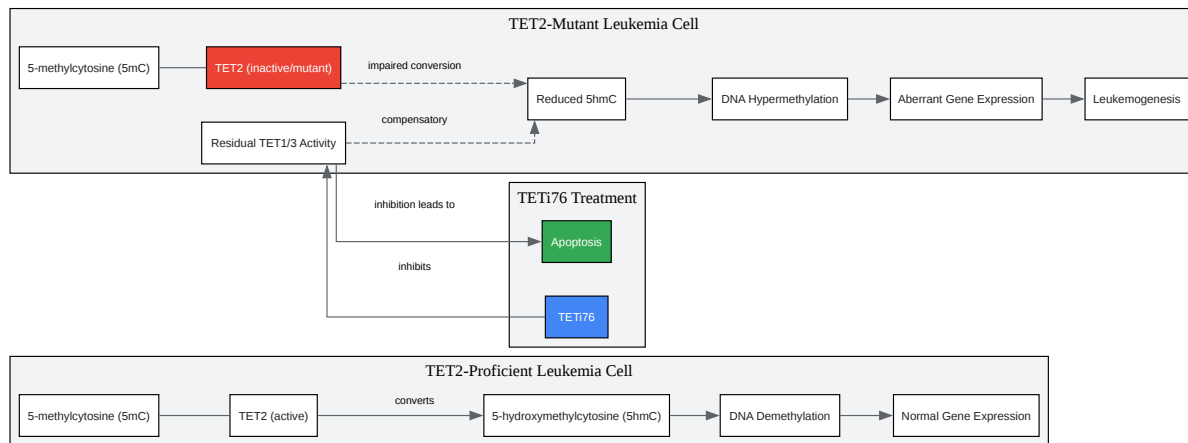 TET2-Mutant Leukemia Cell
5-methylcytosine (5mC)
TET2 (inactive/mutant)
impaired conversion
Reduced 5hmC
DNA Hypermethylation
Aberrant Gene Expression
Leukemogenesis
compensatory
Residual TET1/3 Activity
TETi76 Treatment
inhibition leads to
Apoptosis
inhibits
TETi76
TET2-Proficient Leukemia Cell
5-methylcytosine (5mC)
TET2 (active)
converts
5-hydroxymethylcytosine (5hmC)
DNA Demethylation
Normal Gene Expression